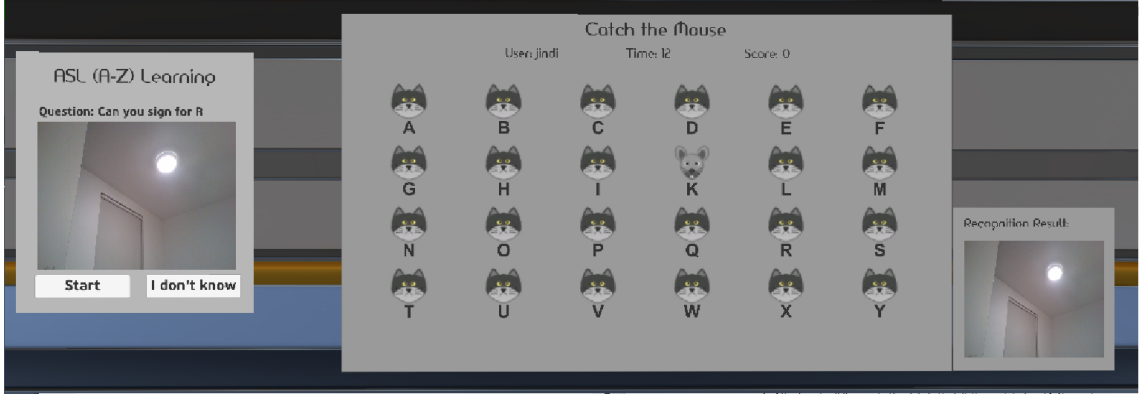 ASL (A-Z) Learning
Question: Can you sign for R
Start
I don't know
Catch the Mouse
User: jindi
Time: 12
Score: 0
A B C D E F
G H I K L M
N O P Q R S
T U V W X Y
Recognition Result: